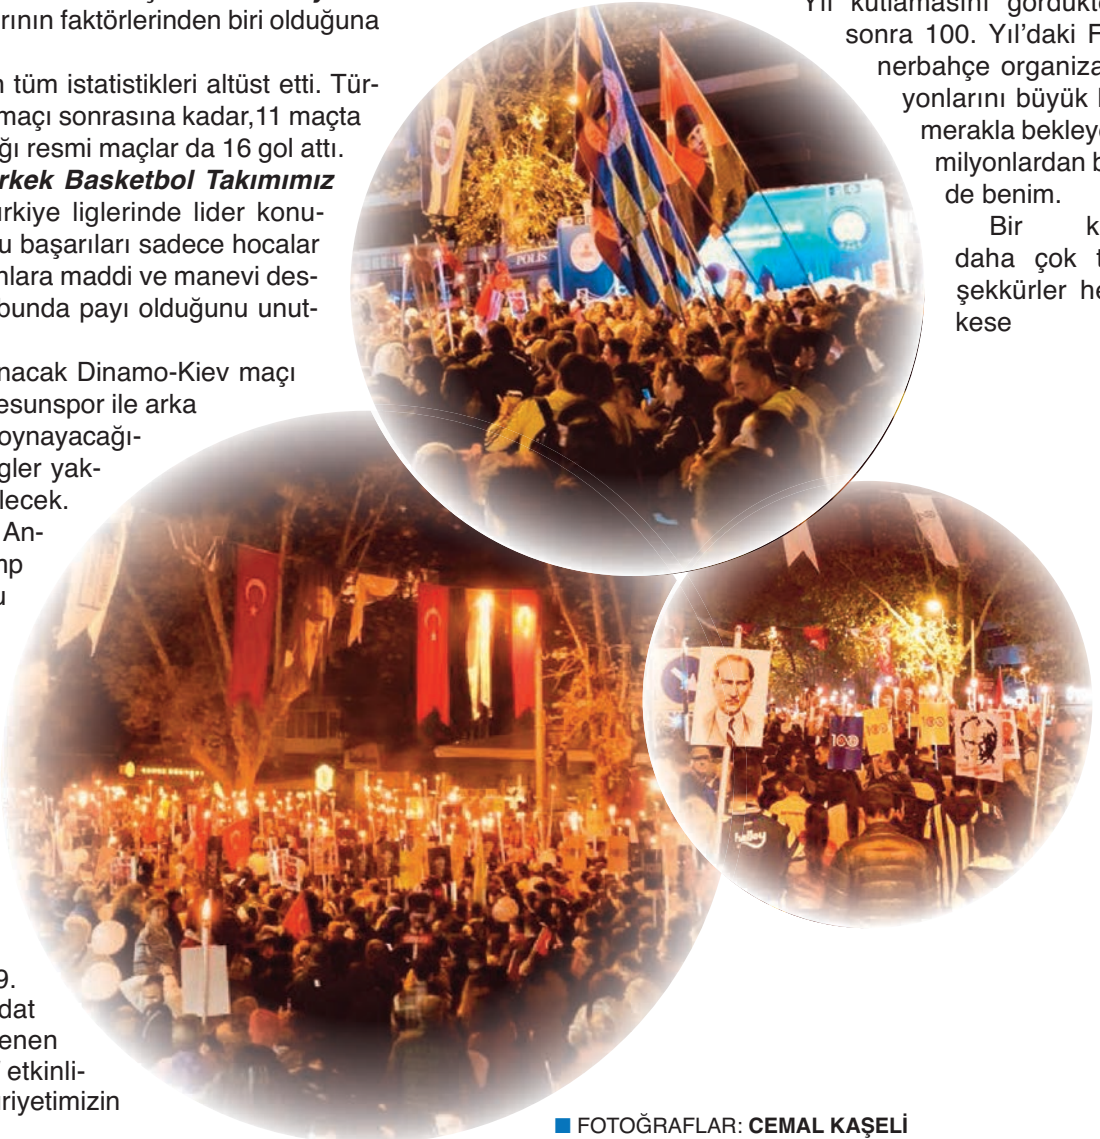 rının faktörlerinden biri olduğuna
n tüm istatistikleri altüst etti. Tür-
maçı sonrasına kadar,11 maçta
ğı resmi maçlar da 16 gol attı.
rkek Basketbol Takımımız
ürkiye liglerinde lider konu-
u başarıları sadece hocalar
nlara maddi ve manevi des-
bunda payı olduğunu unut-
nacak Dinamo-Kiev maçı
esunspor ile arka
oynayacağı-
gler yak-
lecek.
An-
mp
u
9.
dat
enen
etkinli-
riyetimizin
Yıl kutlamasını gördükte
sonra 100. Yıl’daki F
nerbahçe organiza
yonlarını büyük
merakla bekleye
milyonlardan b
de benim.
Bir k
daha çok t
şekkürler he
kese
POLİS
100
100
100
■ FOTOĞRAFLAR: CEMAL KAŞELİ